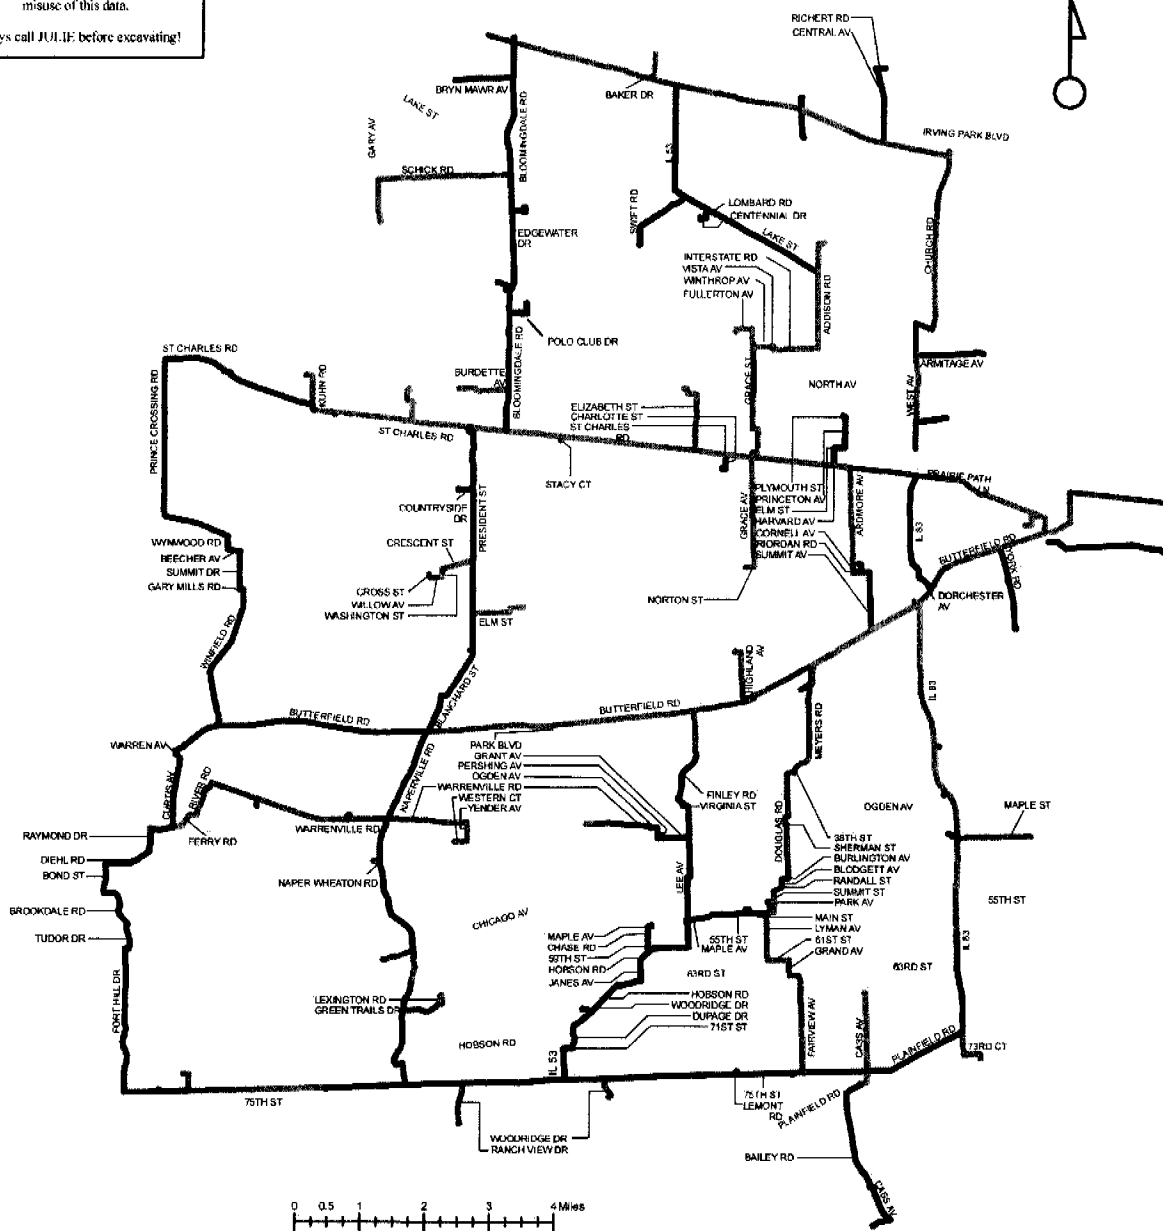 misuse of this data.
ys call JULIE before excavating!
RICHERT RD
CENTRAL AV
BRYN MAWR AV
BAKER DR
LAKE ST
BLOOMINGDALE RD
GARY AV
IL 53
IRVING PARK BLVD
SCHICK RD
SWIFT RD
LOMBARD RD
CENTENNIAL DR
EDGEWATER
DR
LAKE ST
CHURCH RD
INTERSTATE RD
VISTA AV
WINTHROP AV
FULLERTON AV
ADDISON RD
POLO CLUB DR
ST CHARLES RD
BLOOMINGDALE RD
GRACE ST
ARMITAGE AV
KUHN RD
BURDETTE
AV
NORTH AV
WEST AV
PRINCE CROSSING RD
ELIZABETH ST
CHARLOTTE ST
ST CHARLES
RD
ST CHARLES RD
STACY CT
PRAIRIE PATH
LN
PRESIDENT ST
PLYMOUTH ST
PRINCETON AV
ELM ST
HARVARD AV
CORNELL AV
RIORDAN RD
SUMMIT AV
GRACE AV
ARDMORE AV
IL 83
COUNTRYSIDE
DR
CRESCENT ST
WYNWOOD RD
BEECHER AV
SUMMIT DR
GARY MILLS RD
BUTTERFIELD RD
YORK RD
CROSS ST
WILLOW AV
WASHINGTON ST
NORTON ST
DORCHESTER
AV
ELM ST
WINFIELD RD
HIGHLAND
AV
BLANCHARD ST
IL 83
BUTTERFIELD RD
BUTTERFIELD RD
MEYERS RD
WARREN AV
PARK BLVD
GRANT AV
PERSHING AV
OGDEN AV
WARRENVILLE RD
WESTERN CT
YENDER AV
NAPERVILLE RD
CURTIS AV
RIVER RD
FINLEY RD
VIRGINIA ST
OGDEN AV
MAPLE ST
RAYMOND DR
FERRY RD
WARRENVILLE RD
DOUGLAS RD
39TH ST
SHERMAN ST
BURLINGTON AV
BLODGETT AV
RANDALL ST
SUMMIT ST
PARK AV
DIEHL RD
BOND ST
NAPER WHEATON RD
LEE AV
55TH ST
BROOKDALE RD
CHICAGO AV
MAIN ST
LYMAN AV
61ST ST
GRAND AV
TUDOR DR
MAPLE AV
CHASE RD
59TH ST
HOBSON RD
JANES AV
55TH ST
MAPLE AV
IL 83
63RD ST
63RD ST
FORT HILL DR
LEXINGTON RD
GREEN TRAILS DR
HOBSON RD
WOODRIDGE DR
DUPAGE DR
71ST ST
FAIRVIEW AV
CASS AV
PLAINFIELD RD
HOBSON RD
73RD CT
IL 53
75TH ST
75TH ST
LEMONT
RD
PLAINFIELD RD
WOODRIDGE DR
RANCH VIEW DR
BAILEY RD
CASS AV
0 0.5 1 2 3 4 Miles